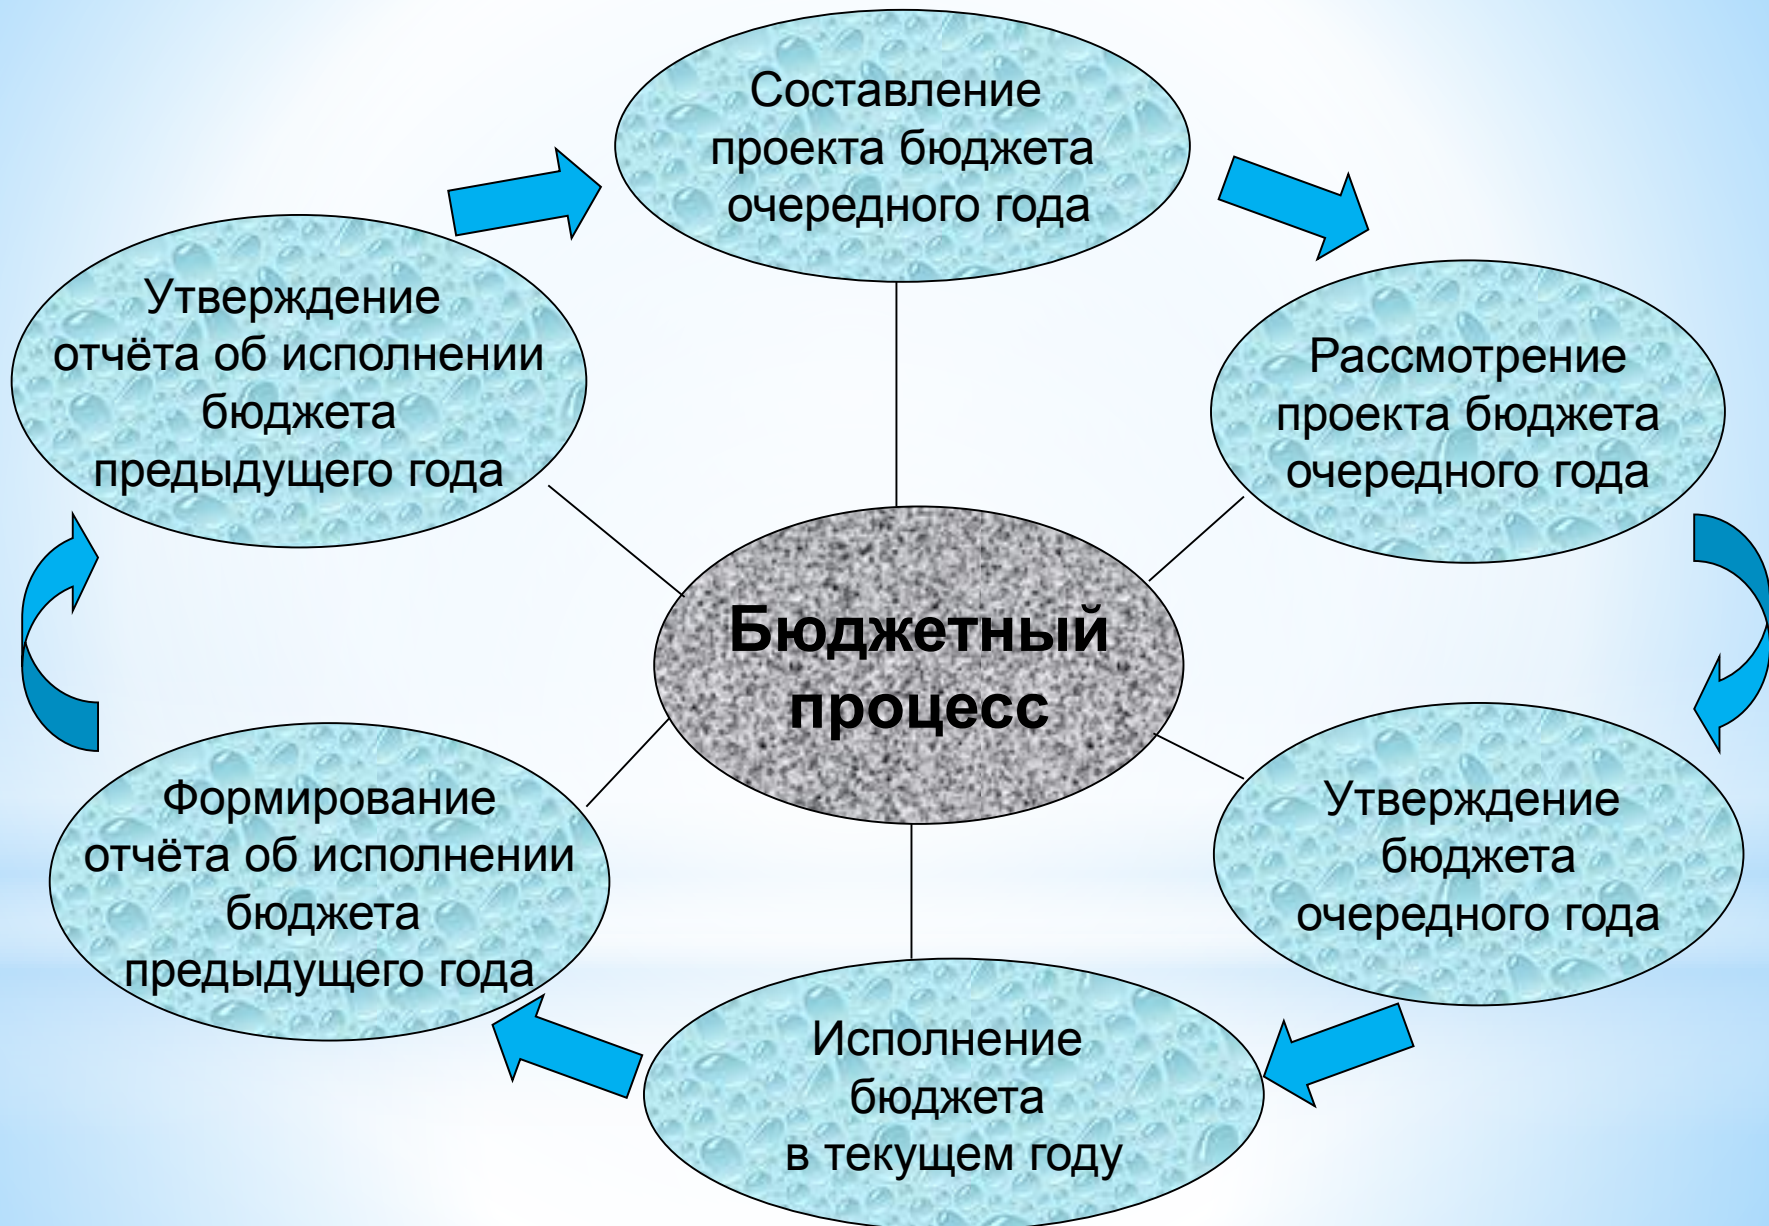 Составление
проекта бюджета
очередного года
Рассмотрение
проекта бюджета
очередного года
Утверждение
бюджета
очередного года
Исполнение
бюджета
в текущем году
Формирование
отчёта об исполнении
бюджета
предыдущего года
Утверждение
отчёта об исполнении
бюджета
предыдущего года
Бюджетный
процесс